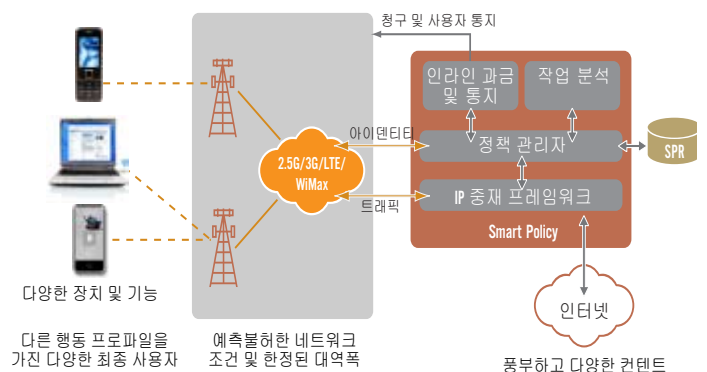 청구 및 사용자 통지
인라인 과금
및 통지
작업 분석
아이덴티티
정책 관리자
SPR
2.5G/3G/LTE/
WiMax
트래픽
IP 중재 프레임워크
Smart Policy
다양한 장치 및 기능
인터넷
다른 행동 프로파일을
가진 다양한 최종 사용자
예측불허한 네트워크
조건 및 한정된 대역폭
풍부하고 다양한 컨텐트